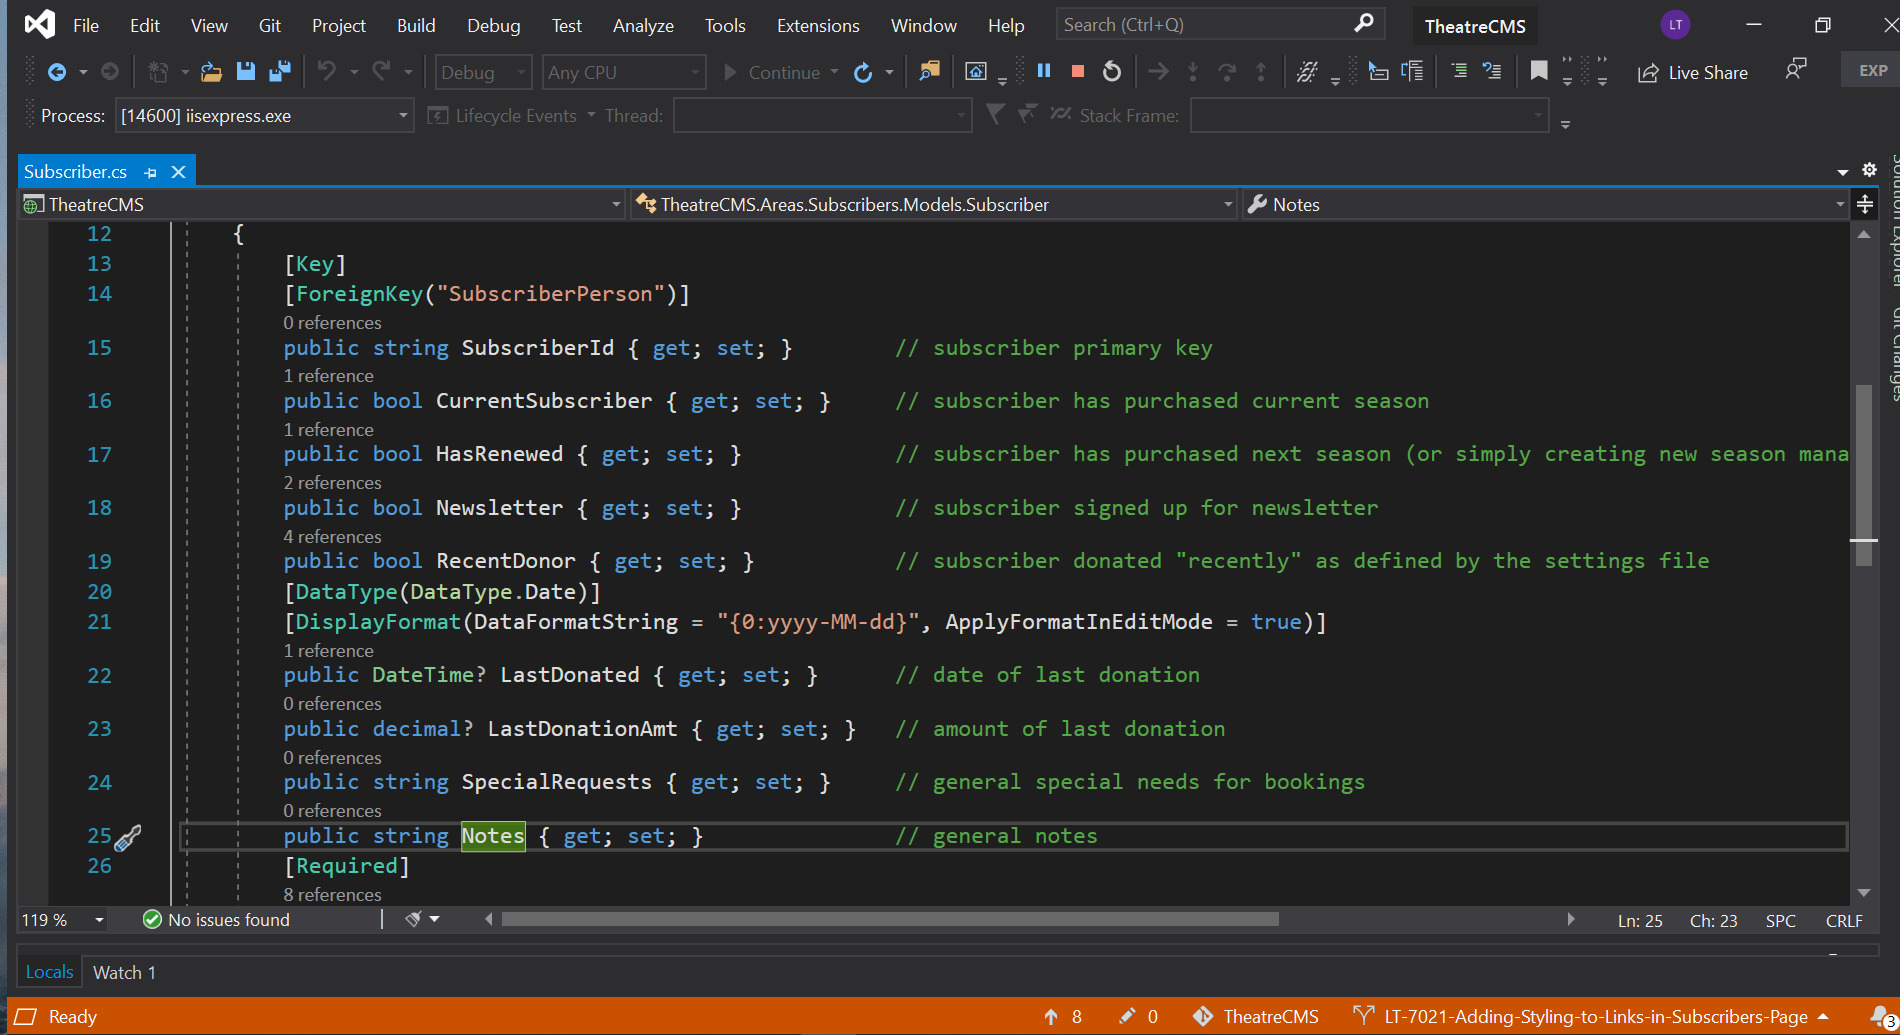 File Edit View Git Project Build Debug Test Analyze Tools Extensions Window Help Search (Ctrl+Q) TheatreCMS LT
Debug Any CPU Continue Live Share EXP
Process: [14600] iisexpress.exe Lifecycle Events Thread: Stack Frame:
Subscriber.cs
TheatreCMS TheatreCMS.Areas.Subscribers.Models.Subscriber Notes
12 {
13 [Key]
14 [ForeignKey("SubscriberPerson")]
0 references
15 public string SubscriberId { get; set; } // subscriber primary key
1 reference
16 public bool CurrentSubscriber { get; set; } // subscriber has purchased current season
1 reference
17 public bool HasRenewed { get; set; } // subscriber has purchased next season (or simply creating new season mana
2 references
18 public bool Newsletter { get; set; } // subscriber signed up for newsletter
4 references
19 public bool RecentDonor { get; set; } // subscriber donated "recently" as defined by the settings file
20 [DataType(DataType.Date)]
21 [DisplayFormat(DataFormatString = "{0:yyyy-MM-dd}", ApplyFormatInEditMode = true)]
1 reference
22 public DateTime? LastDonated { get; set; } // date of last donation
0 references
23 public decimal? LastDonationAmt { get; set; } // amount of last donation
0 references
24 public string SpecialRequests { get; set; } // general special needs for bookings
0 references
25 public string Notes { get; set; } // general notes
26 [Required]
8 references
119 % No issues found Ln: 25 Ch: 23 SPC CRLF
Locals Watch 1
Ready 8 0 TheatreCMS LT-7021-Adding-Styling-to-Links-in-Subscribers-Page 3
Solution Explorer
Git Changes